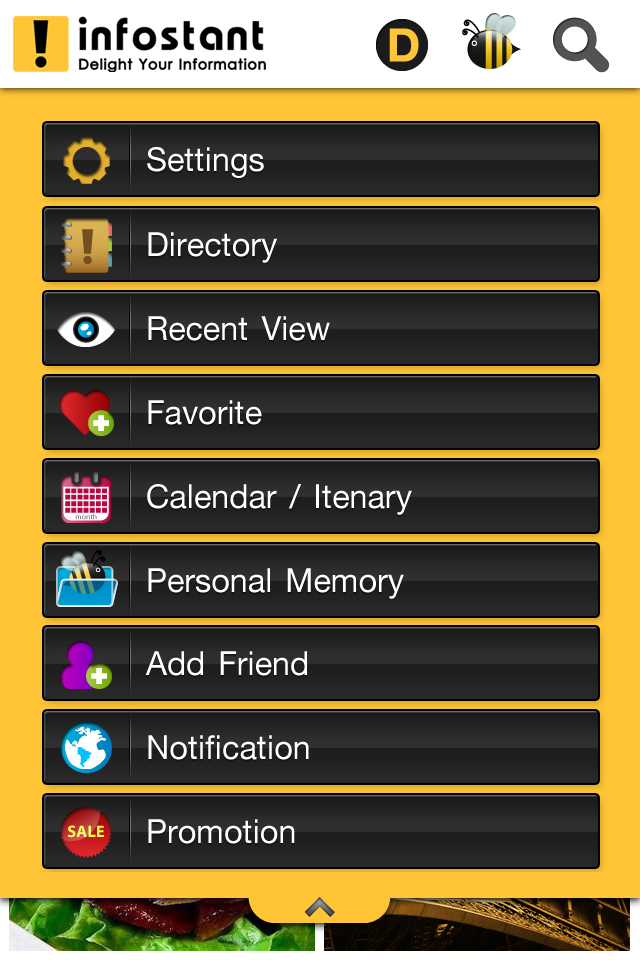 ! infostant
Delight Your Information
D
Settings
! Directory
Recent View
Favorite
month
Calendar / Itenary
Personal Memory
Add Friend
Notification
SALE
Promotion